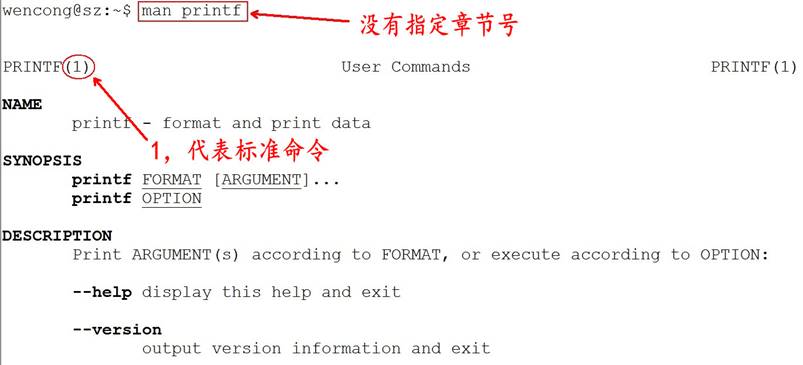 wencong@sz:~$ man printf
没有指定章节号
PRINTF(1) User Commands PRINTF(1)
NAME
printf - format and print data
1，代表标准命令
SYNOPSIS
printf FORMAT [ARGUMENT]...
printf OPTION
DESCRIPTION
Print ARGUMENT(s) according to FORMAT, or execute according to OPTION:
--help display this help and exit
--version
output version information and exit